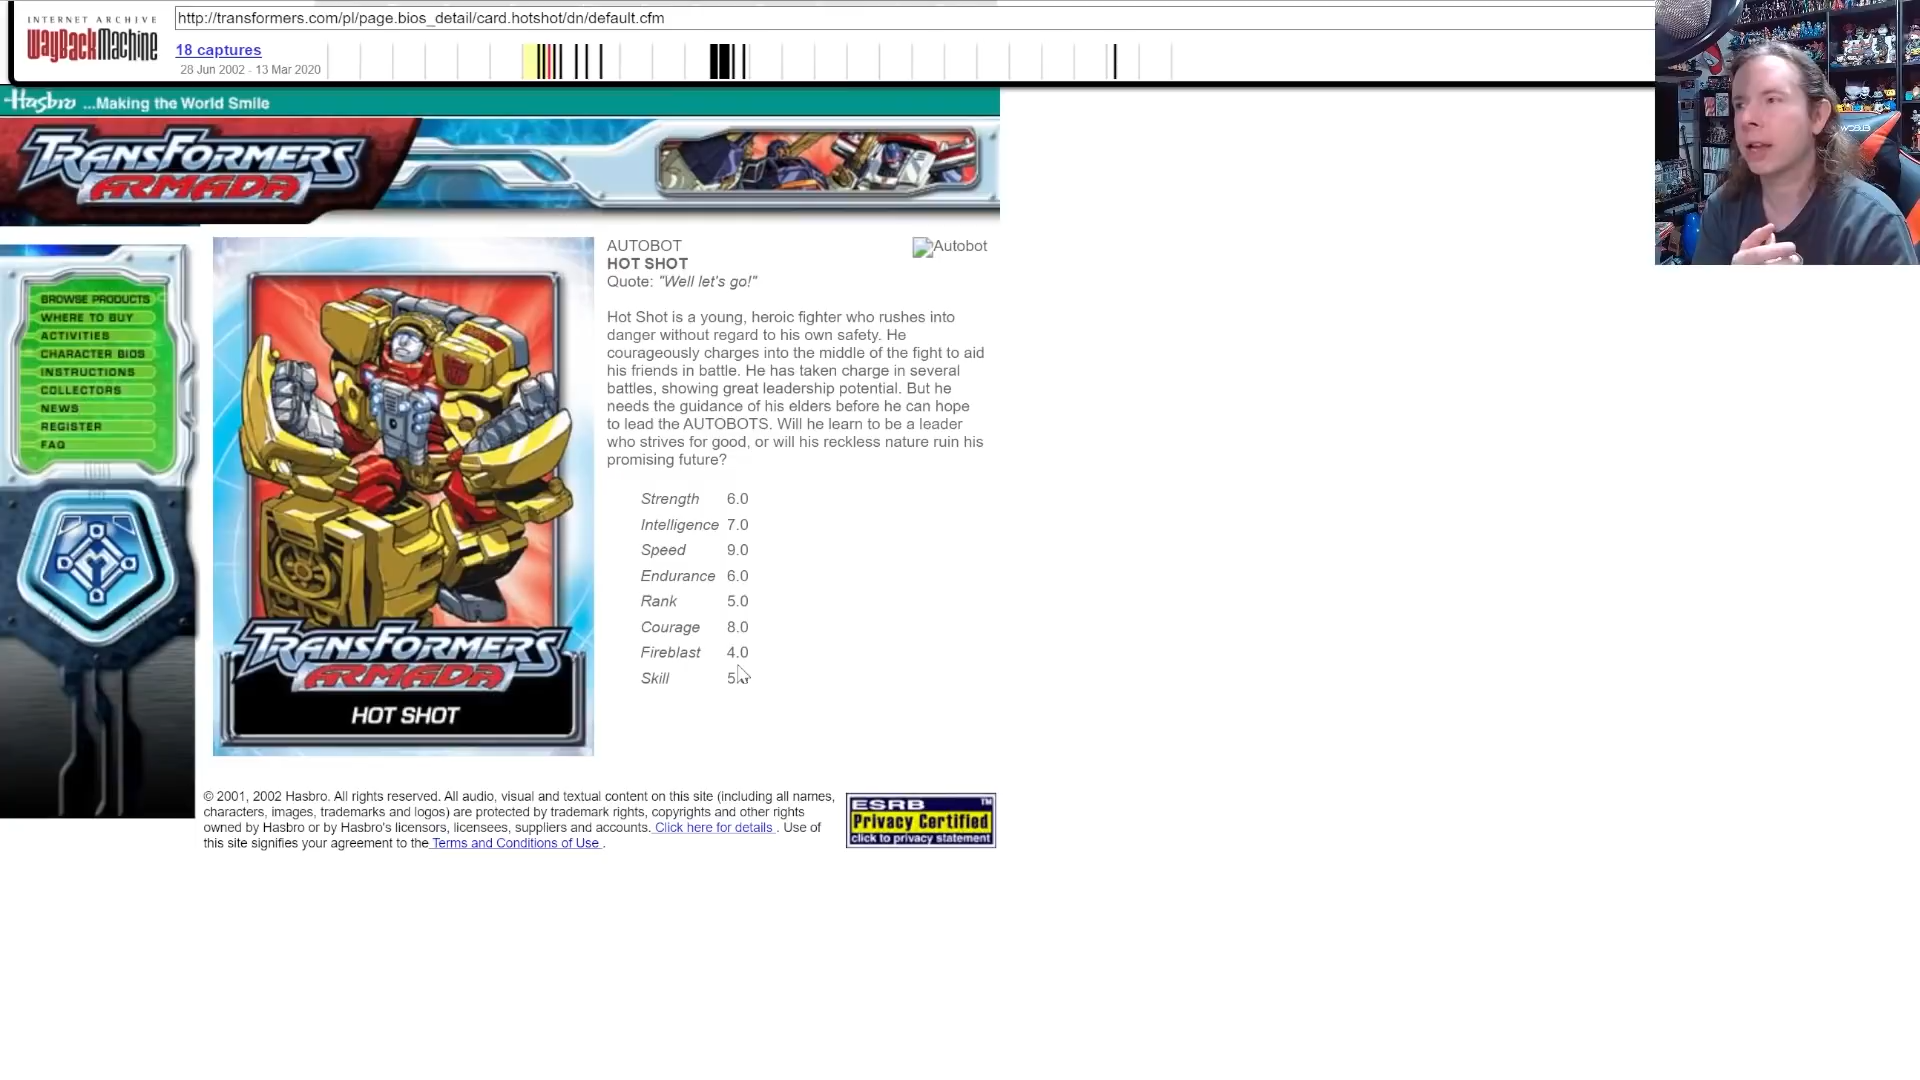 INTERNET ARCHIVE
WayBackMachine
http://transformers.com/pl/page.bios_detail/card.hotshot/dn/default.cfm
18 captures
28 Jun 2002 - 13 Mar 2020
Hasbro ...Making the World Smile
TRANSFORMERS
ARMADA
BROWSE PRODUCTS
WHERE TO BUY
ACTIVITIES
CHARACTER BIOS
INSTRUCTIONS
COLLECTORS
NEWS
REGISTER
FAQ
TRANSFORMERS
ARMADA
HOT SHOT
AUTOBOT
HOT SHOT
Quote: "Well let's go!"
Autobot
Hot Shot is a young, heroic fighter who rushes into
danger without regard to his own safety. He
courageously charges into the middle of the fight to aid
his friends in battle. He has taken charge in several
battles, showing great leadership potential. But he
needs the guidance of his elders before he can hope
to lead the AUTOBOTS. Will he learn to be a leader
who strives for good, or will his reckless nature ruin his
promising future?
Strength 6.0
Intelligence 7.0
Speed 9.0
Endurance 6.0
Rank 5.0
Courage 8.0
Fireblast 4.0
Skill
© 2001, 2002 Hasbro. All rights reserved. All audio, visual and textual content on this site (including all names,
characters, images, trademarks and logos) are protected by trademark rights, copyrights and other rights
owned by Hasbro or by Hasbro's licensors, licensees, suppliers and accounts. Click here for details . Use of
this site signifies your agreement to the Terms and Conditions of Use .
ESRB TM
Privacy Certified
click to privacy statement